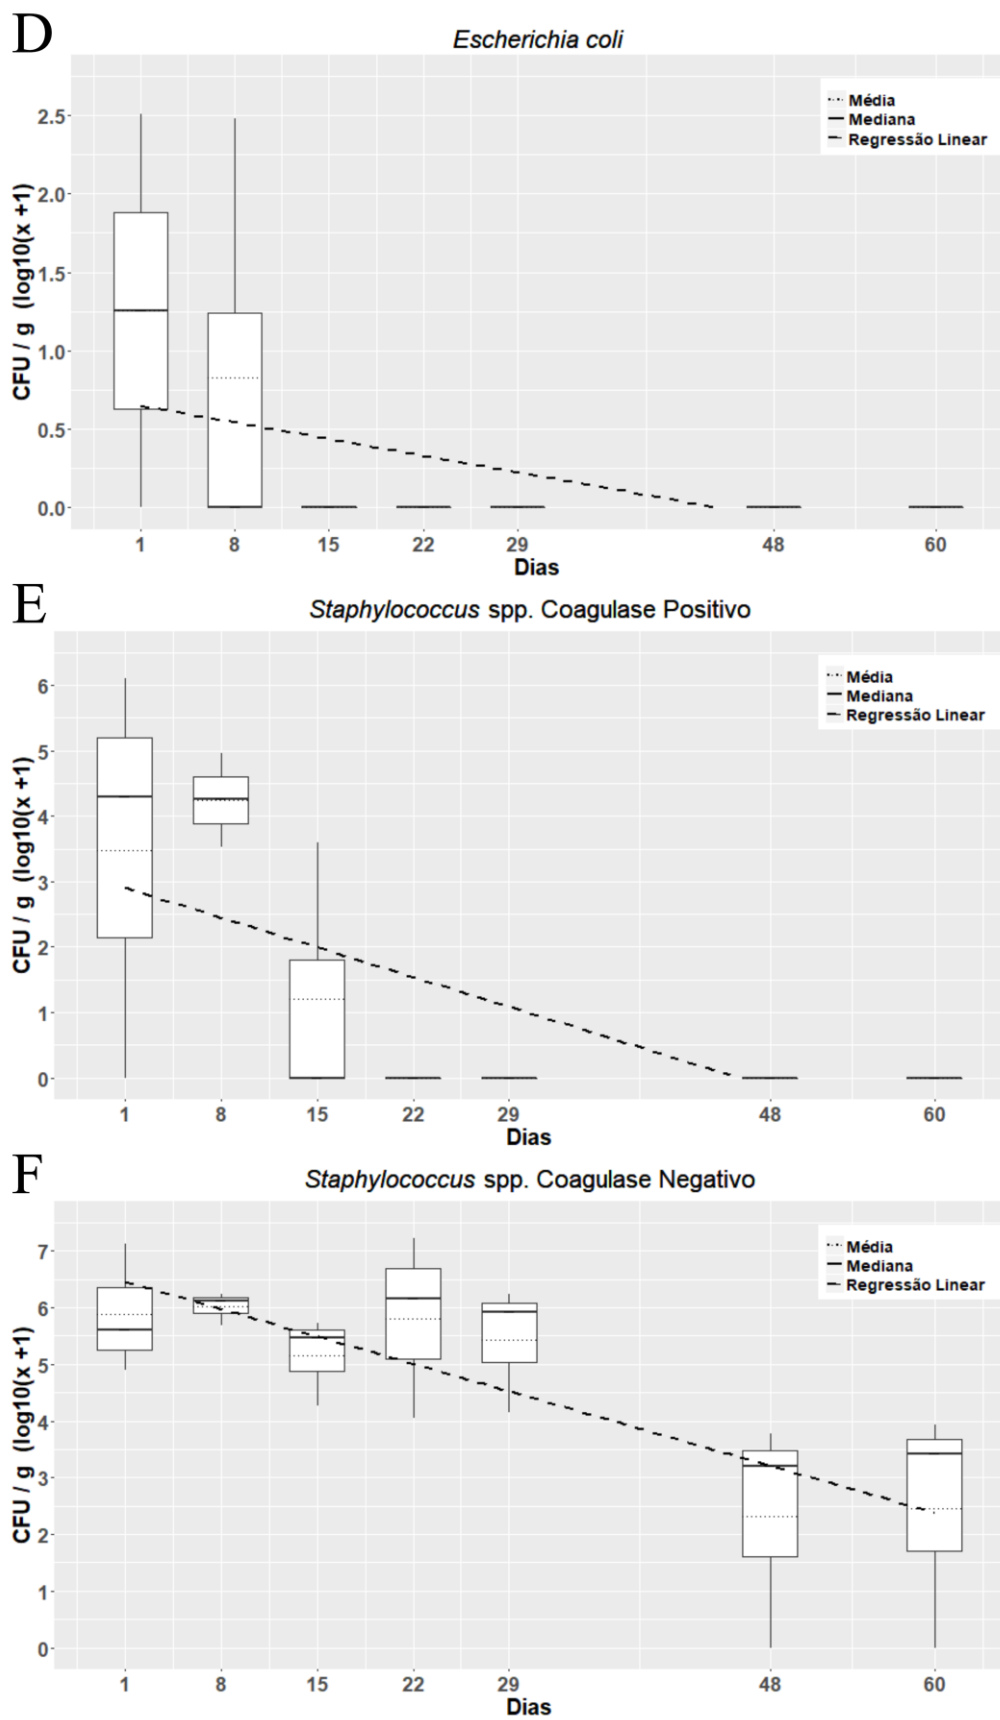 D
Escherichia coli
Média
Mediana
Regressão Linear
CFU / g (log10(x +1)
2.5
2.0
1.5
1.0
0.5
0.0
1 8 15 22 29 48 60
Dias
E
Staphylococcus spp. Coagulase Positivo
Média
Mediana
Regressão Linear
CFU / g (log10(x +1)
6
5
4
3
2
1
0
1 8 15 22 29 48 60
Dias
F
Staphylococcus spp. Coagulase Negativo
Média
Mediana
Regressão Linear
CFU / g (log10(x +1)
7
6
5
4
3
2
1
0
1 8 15 22 29 48 60
Dias